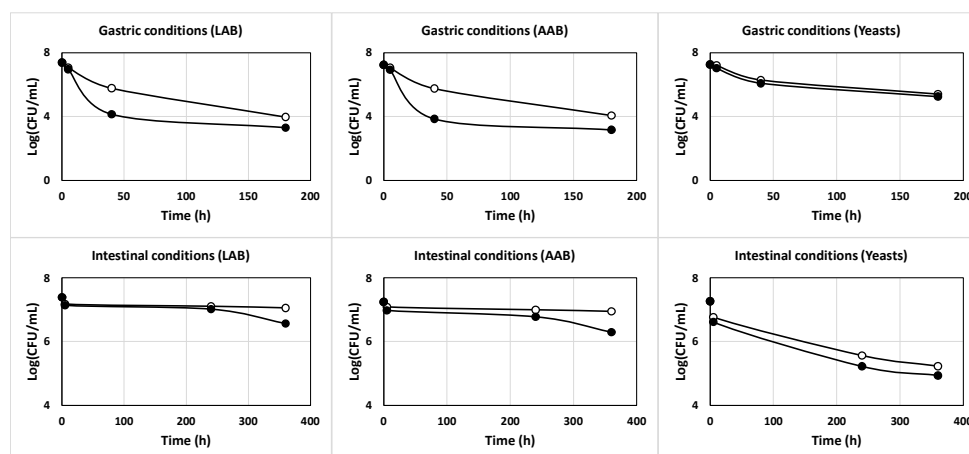 Gastric conditions (LAB)
8
4
0
Log(CFU/mL)
0 50 100 150 200
Time (h)
Gastric conditions (AAB)
8
4
0
Log(CFU/mL)
0 50 100 150 200
Time (h)
Gastric conditions (Yeasts)
8
4
0
Log(CFU/mL)
0 50 100 150 200
Time (h)
Intestinal conditions (LAB)
8
6
4
Log(CFU/mL)
0 100 200 300 400
Time (h)
Intestinal conditions (AAB)
8
6
4
Log(CFU/mL)
0 100 200 300 400
Time (h)
Intestinal conditions (Yeasts)
8
6
4
Log(CFU/mL)
0 100 200 300 400
Time (h)